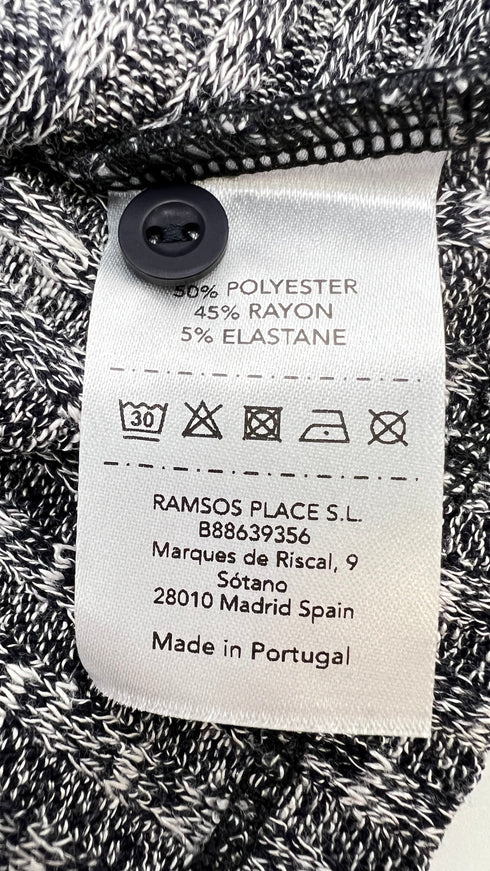 50% POLYESTER
45% RAYON
5% ELASTANE
30
RAMSOS PLACE S.L.
B88639356
Marques de Riscal, 9
Sótano
28010 Madrid Spain
Made in Portugal